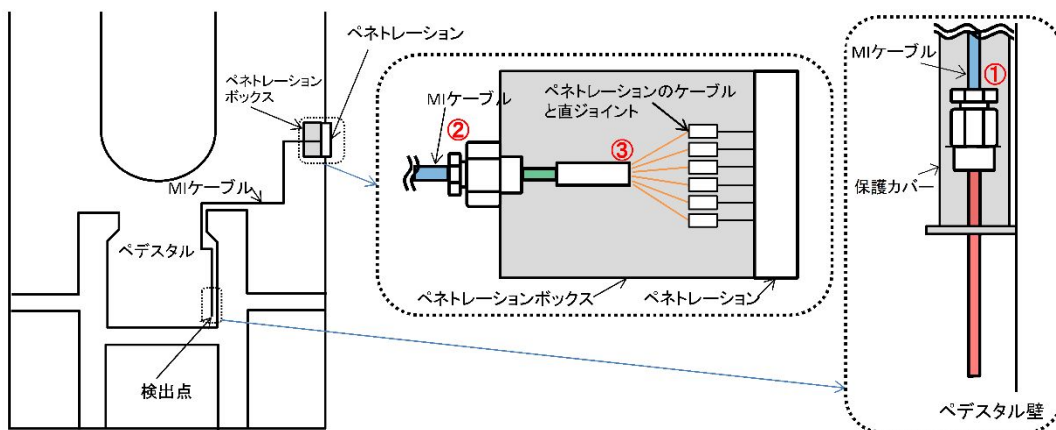 ペネトレーション
ペネトレーション
ボックス
MIケーブル
ペデスタル
検出点
MIケーブル
②
ペネトレーションのケーブル
と直ジョイント
③
ペネトレーションボックス
ペネトレーション
MIケーブル
①
保護カバー
ペデスタル壁